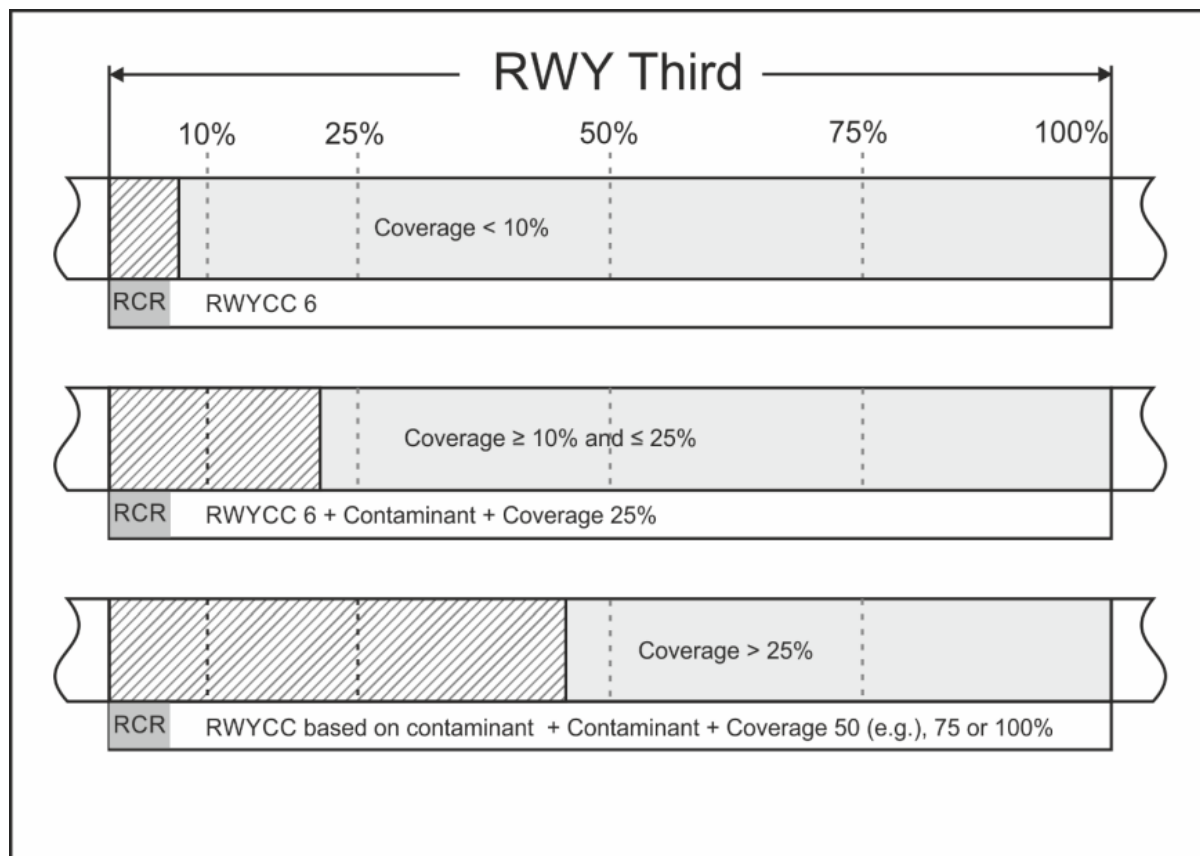 RWY Third
10% 25% 50% 75% 100%
Coverage < 10%
RCR RWYCC 6
Coverage ≥ 10% and ≤ 25%
RCR RWYCC 6 + Contaminant + Coverage 25%
Coverage > 25%
RCR RWYCC based on contaminant + Contaminant + Coverage 50 (e.g.), 75 or 100%